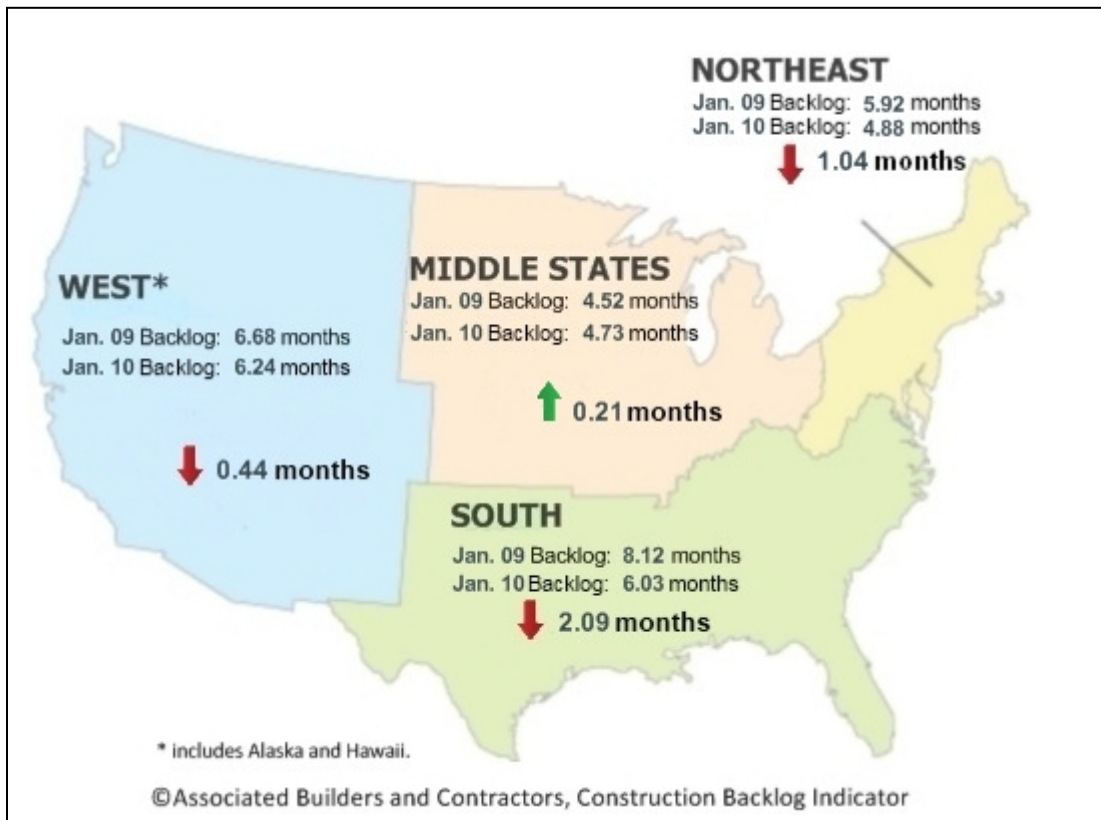 NORTHEAST
Jan. 09 Backlog: 5.92 months
Jan. 10 Backlog: 4.88 months
1.04 months
WEST*
Jan. 09 Backlog: 6.68 months
Jan. 10 Backlog: 6.24 months
0.44 months
MIDDLE STATES
Jan. 09 Backlog: 4.52 months
Jan. 10 Backlog: 4.73 months
0.21 months
SOUTH
Jan. 09 Backlog: 8.12 months
Jan. 10 Backlog: 6.03 months
2.09 months
* includes Alaska and Hawaii.
©Associated Builders and Contractors, Construction Backlog Indicator